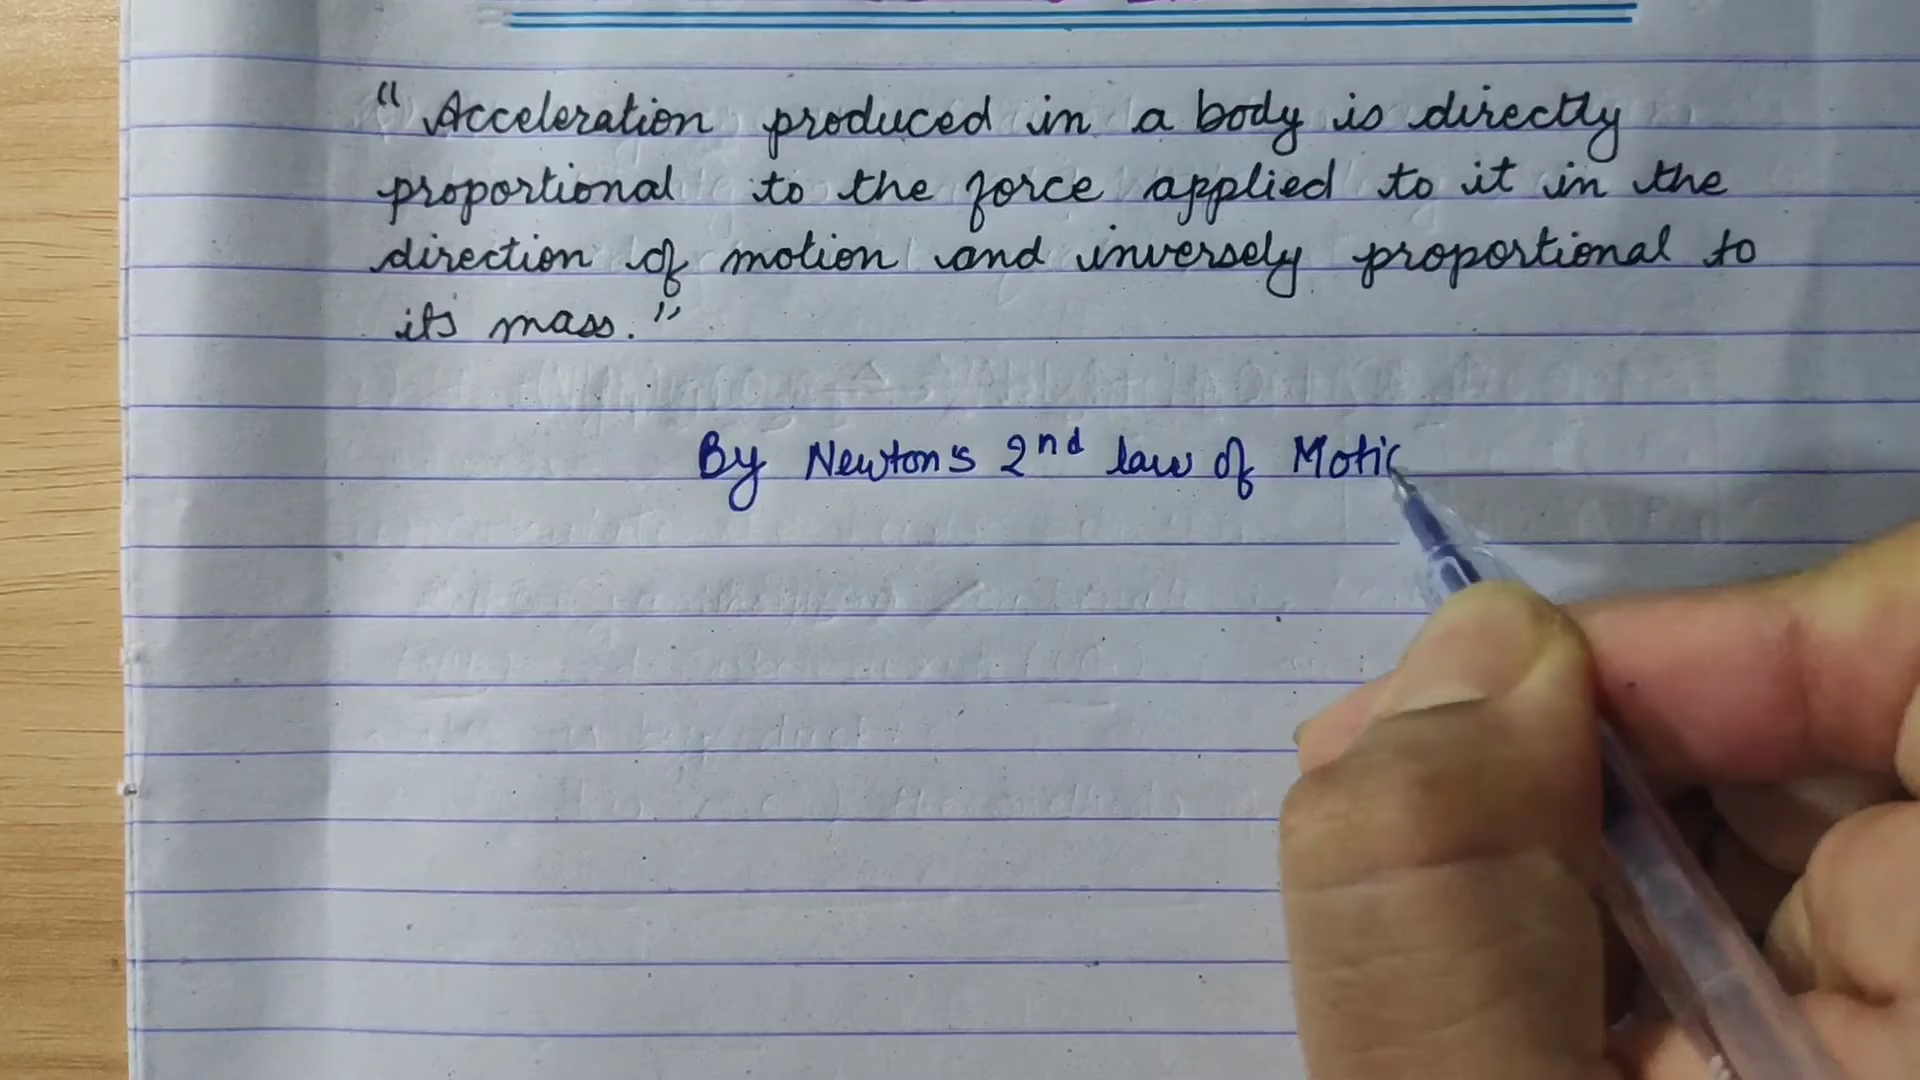 “Acceleration produced in a body is directly
proportional to the force applied to it in the
direction of motion and inversely proportional to
its mass.”
By Newton's 2nd law of Motic